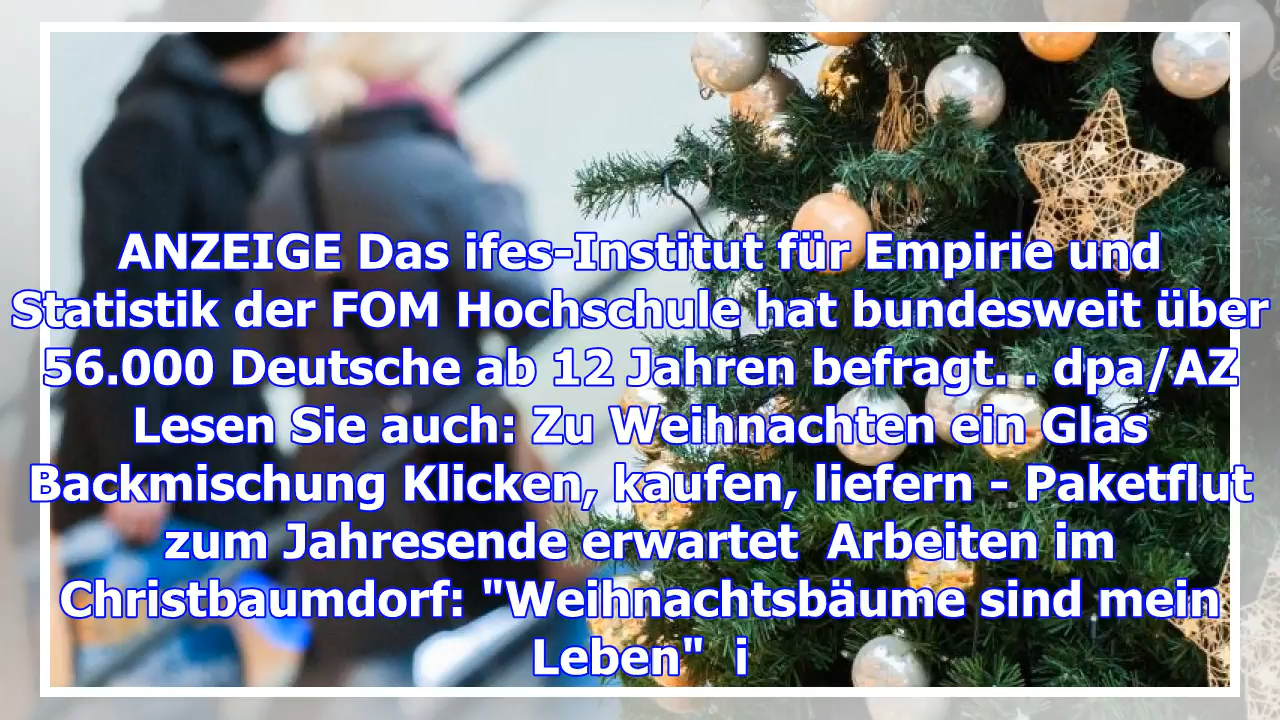 ANZEIGE Das ifes-Institut für Empirie und
Statistik der FOM Hochschule hat bundesweit über
56.000 Deutsche ab 12 Jahren befragt. . dpa/AZ
Lesen Sie auch: Zu Weihnachten ein Glas
Backmischung Klicken, kaufen, liefern - Paketflut
zum Jahresende erwartet  Arbeiten im
Christbaumdorf: "Weihnachtsbäume sind mein
Leben"  i